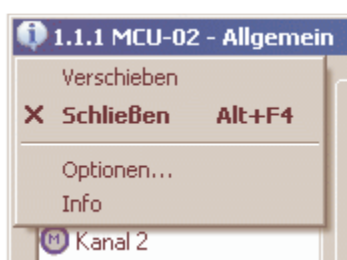 1.1.1 MCU-02 - Allgemein
Verschieben
Schließen Alt+F4
Optionen...
Info
M Kanal 2